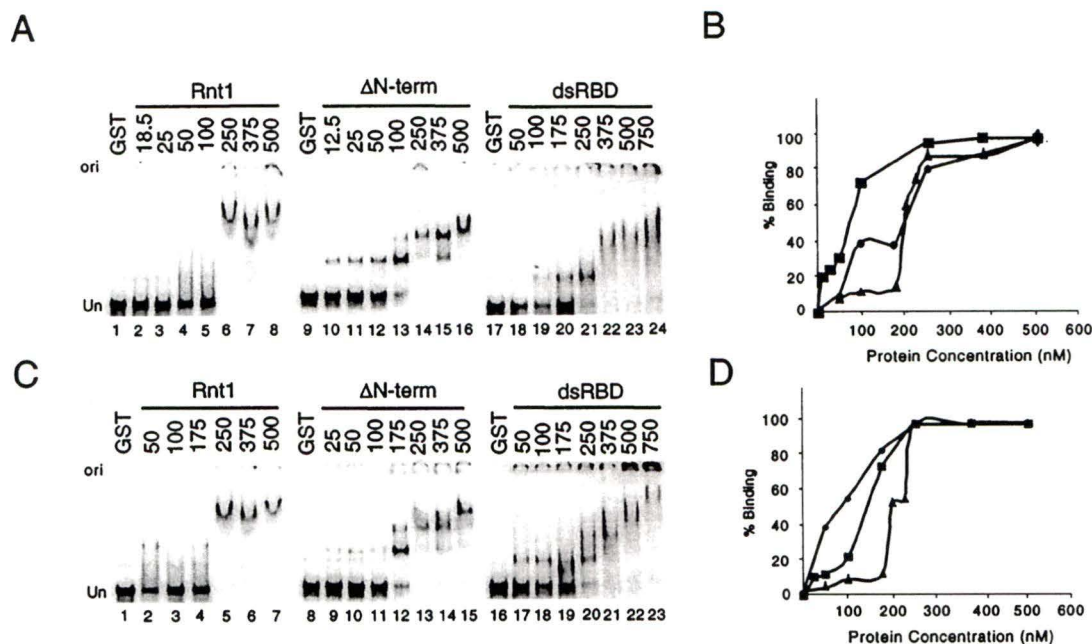 A
Rnt1 ΔN-term dsRBD
GST 18.5 25 50 100 250 375 500 GST 12.5 25 50 100 250 375 500 GST 50 100 175 250 375 500 750
ori
Un
1 2 3 4 5 6 7 8 9 10 11 12 13 14 15 16 17 18 19 20 21 22 23 24
B
% Binding
100
80
60
40
20
0
0 100 200 300 400 500 600
Protein Concentration (nM)
C
Rnt1 ΔN-term dsRBD
GST 50 100 175 250 375 500 GST 25 50 100 175 250 375 500 GST 50 100 175 250 375 500 750
ori
Un
1 2 3 4 5 6 7 8 9 10 11 12 13 14 15 16 17 18 19 20 21 22 23
D
% Binding
100
80
60
40
20
0
100 200 300 400 500 600
Protein Concentration (nM)